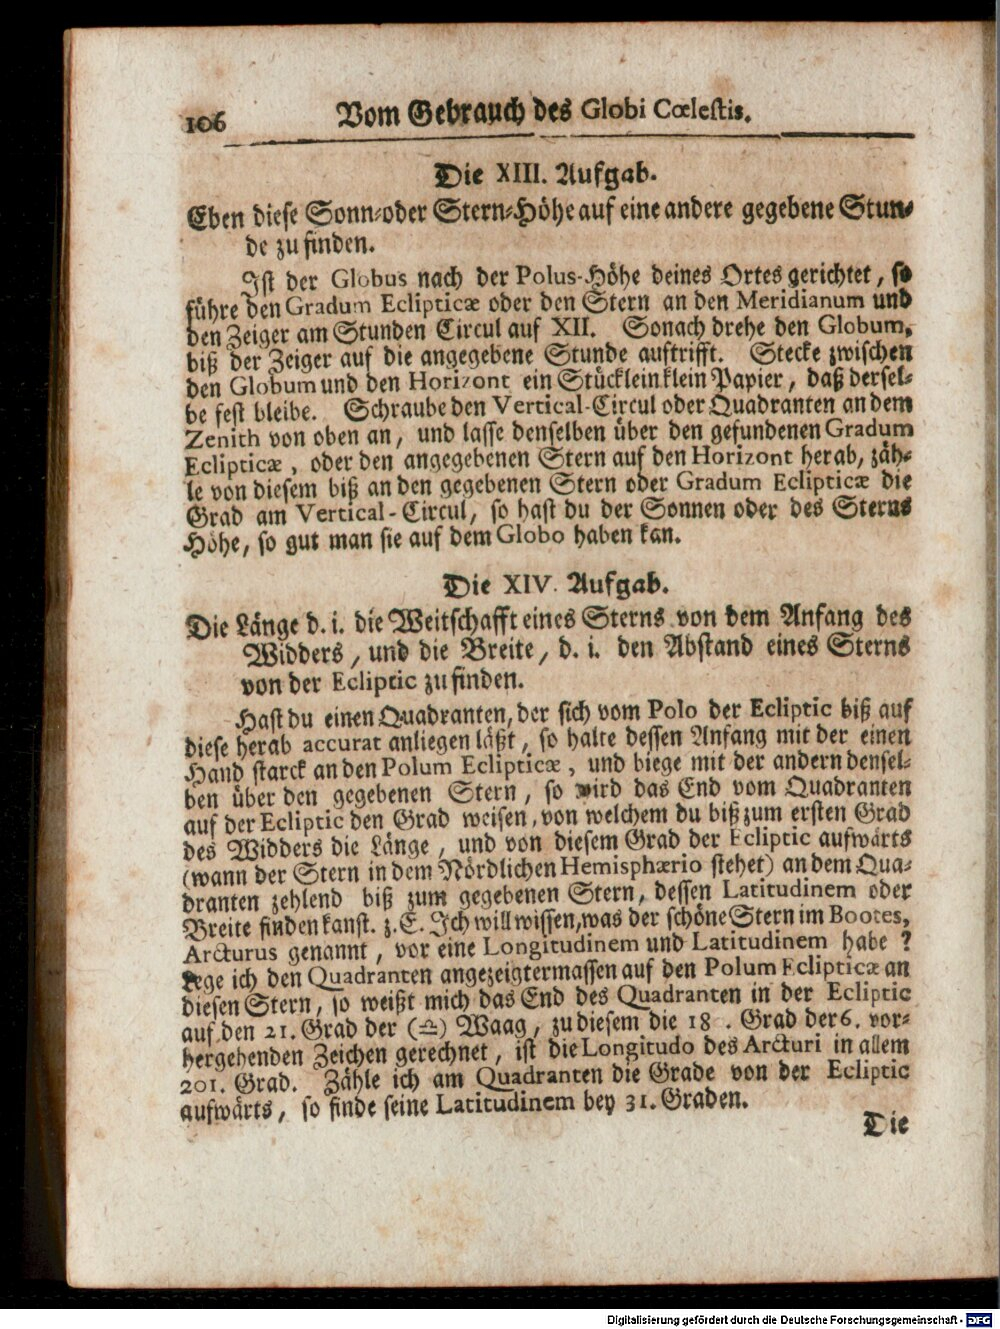 106
Vom Gebrauch des Globi Cœlestis.
Die XIII. Aufgab.
Eben diese Sonn-oder Stern-Höhe auf eine andere gegebene Stun-
de zu finden.
Ist der Globus nach der Polus-Höhe deines Ortes gerichtet, so
führe den Gradum Eclipticæ oder den Stern an den Meridianum und
den Zeiger am Stunden Circul auf XII. Sonach drehe den Globum,
biß der Zeiger auf die angegebene Stunde auftrifft. Stecke zwischen
den Globum und den Horizont ein Stücklein klein Papier, daß dersel-
be fest bleibe. Schraube den Vertical-Circul oder Quadranten an dem
Zenith von oben an, und lasse denselben über den gefundenen Gradum
Eclipticæ, oder den angegebenen Stern auf den Horizont herab, zäh-
le von diesem biß an den gegebenen Stern oder Gradum Eclipticæ die
Grad am Vertical-Circul, so hast du der Sonnen oder des Sterns
Höhe, so gut man sie auf dem Globo haben kan.
Die XIV. Aufgab.
Die Länge d. i. die Weitschafft eines Sterns von dem Anfang des
Widders, und die Breite, d. i. den Abstand eines Sterns
von der Ecliptic zu finden.
Hast du einen Quadranten, der sich vom Polo der Ecliptic biß auf
diese herab accurat anliegen läßt, so halte dessen Anfang mit der einen
Hand starck an den Polum Eclipticæ, und biege mit der andern densel-
ben über den gegebenen Stern, so wird das End vom Quadranten
auf der Ecliptic den Grad weisen, von welchem du biß zum ersten Grad
des Widders die Länge, und von diesem Grad der Ecliptic aufwärts
(wann der Stern in dem Nördlichen Hemisphærio stehet) an dem Qua-
dranten zehlend biß zum gegebenen Stern, dessen Latitudinem oder
Breite finden kanst. z. E. Ich will wissen, was der schöne Stern im Bootes,
Arcturus genannt, vor eine Longitudinem und Latitudinem habe?
Lege ich den Quadranten angezeigtermassen auf den Polum Eclipticæ an
diesen Stern, so weißt mich das End des Quadranten in der Ecliptic
auf den 21. Grad der (♎) Waag, zu diesem die 18 . Grad der 6. vor-
hergehenden Zeichen gerechnet, ist die Longitudo des Arcturi in allem
201. Grad. Zähle ich am Quadranten die Grade von der Ecliptic
aufwärts, so finde seine Latitudinem bey 31. Graden.
Die
Digitalisierung gefördert durch die Deutsche Forschungsgemeinschaft - DFG